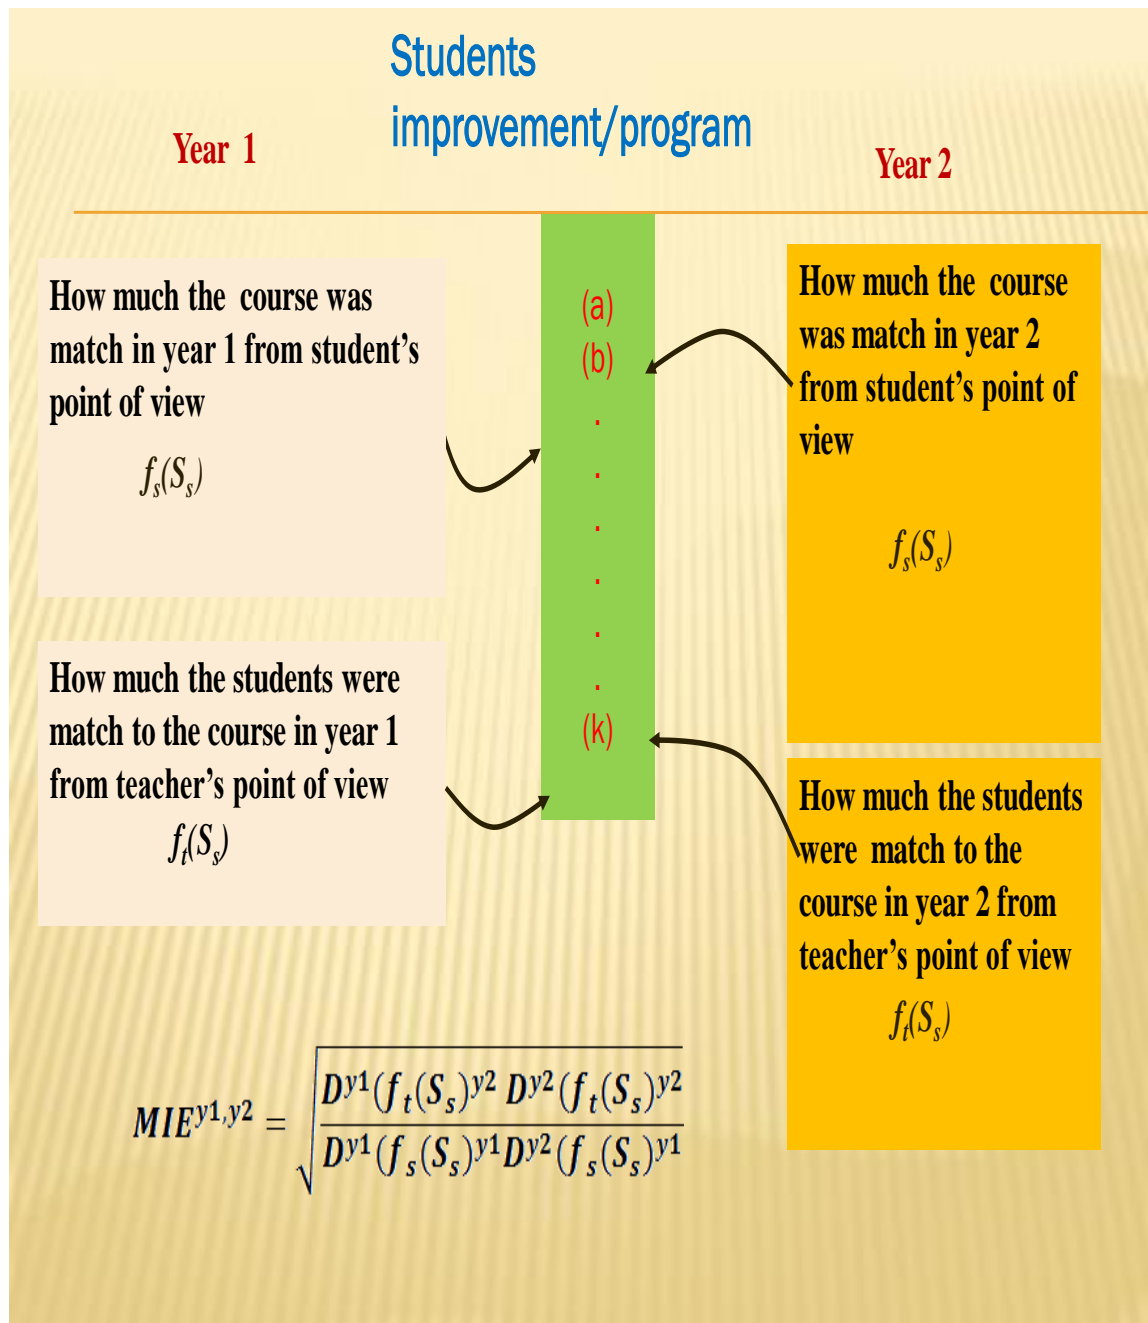 Students
improvement/program
Year 1
Year 2
How much the course was
match in year 1 from student’s
point of view
fs(Ss)
How much the students were
match to the course in year 1
from teacher’s point of view
ft(Ss)
(a)
(b)
.
.
.
.
.
.
(k)
How much the course
was match in year 2
from student’s point of
view
fs(Ss)
How much the students
were match to the
course in year 2 from
teacher’s point of view
ft(Ss)
MIE^y1,y2 = √ D^y1(f_t(S_s)^y2 D^y2(f_t(S_s)^y2
D^y1(f_s(S_s)^y1 D^y2(f_s(S_s)^y1